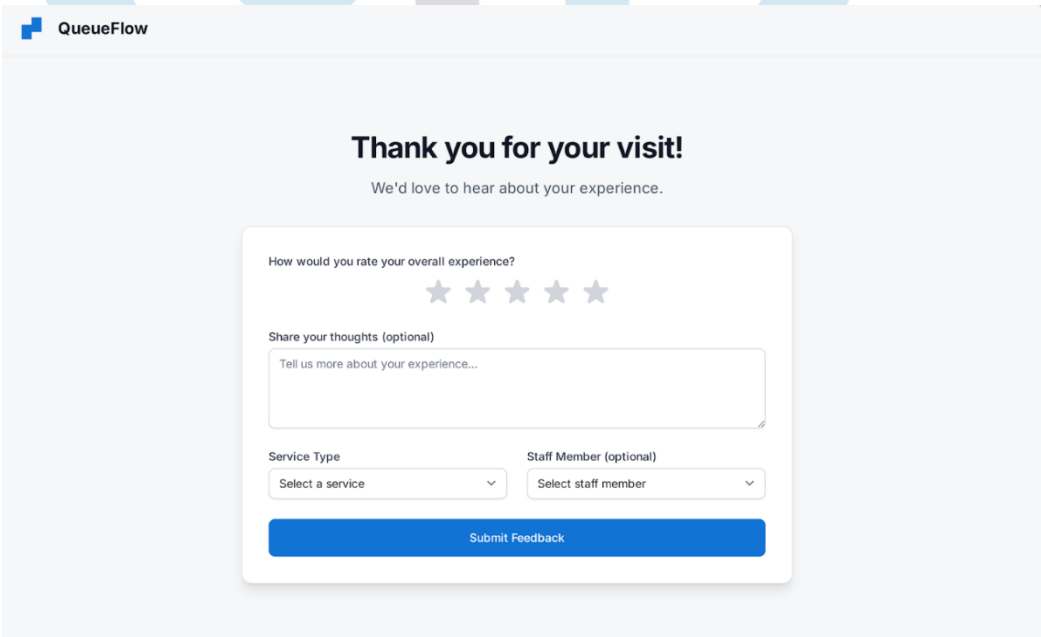 QueueFlow
Thank you for your visit!
We'd love to hear about your experience.
How would you rate your overall experience?
Share your thoughts (optional)
Tell us more about your experience...
Service Type
Staff Member (optional)
Select a service
Select staff member
Submit Feedback